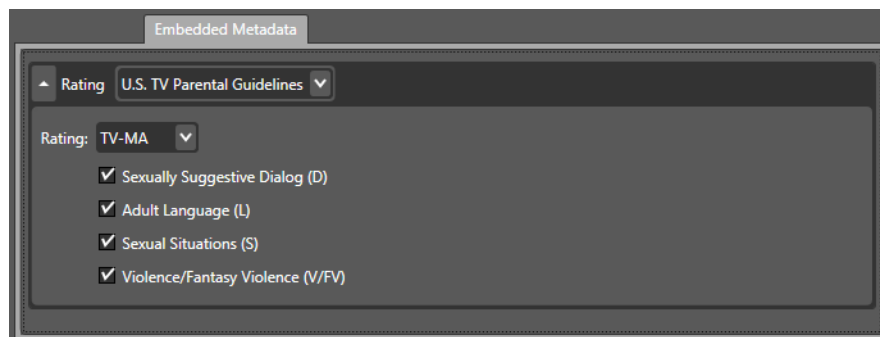 Embedded Metadata
Rating U.S. TV Parental Guidelines
Rating: TV-MA
Sexually Suggestive Dialog (D)
Adult Language (L)
Sexual Situations (S)
Violence/Fantasy Violence (V/FV)